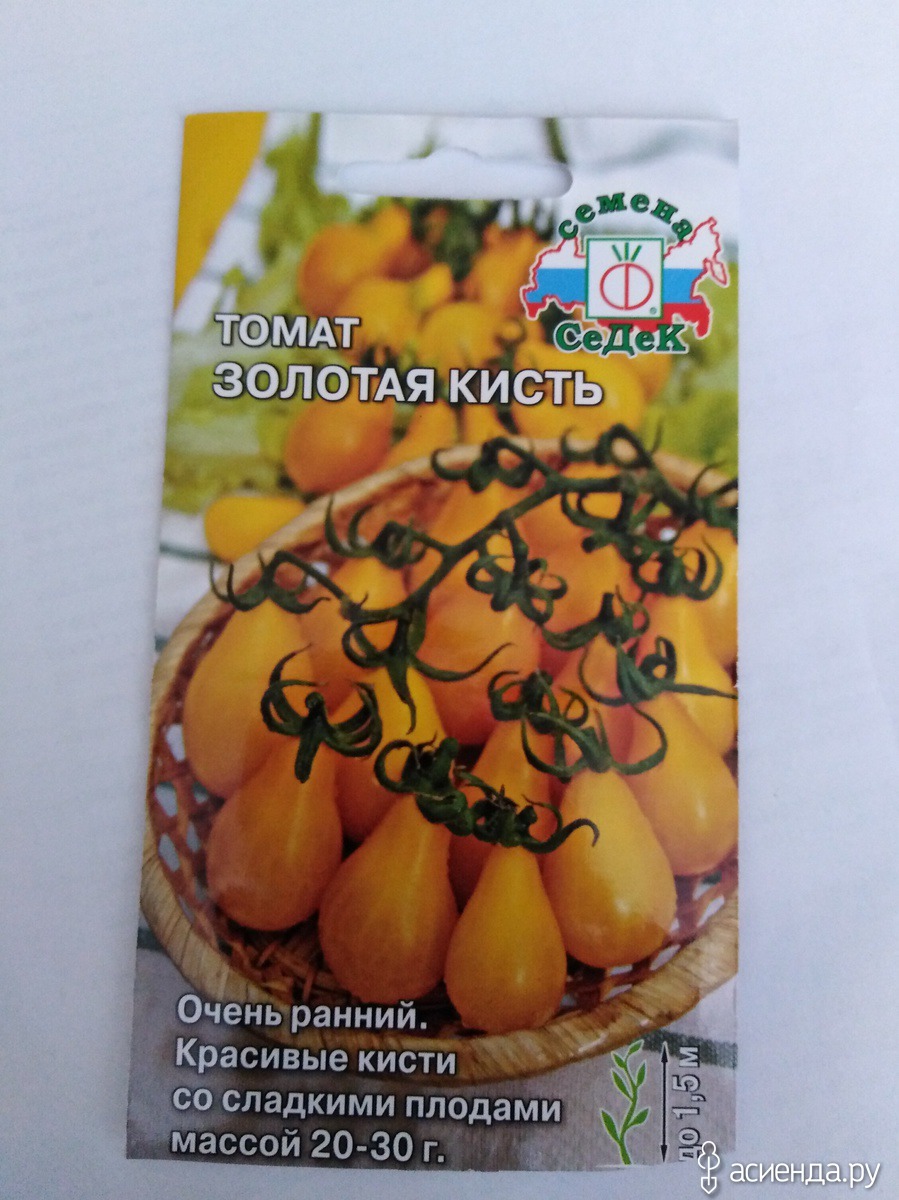 семена
СеДеК
ТОМАТ
ЗОЛОТАЯ КИСТЬ
Очень ранний.
Красивые кисти
со сладкими плодами
массой 20-30 г.
до 1,5 м
асиенда.ру